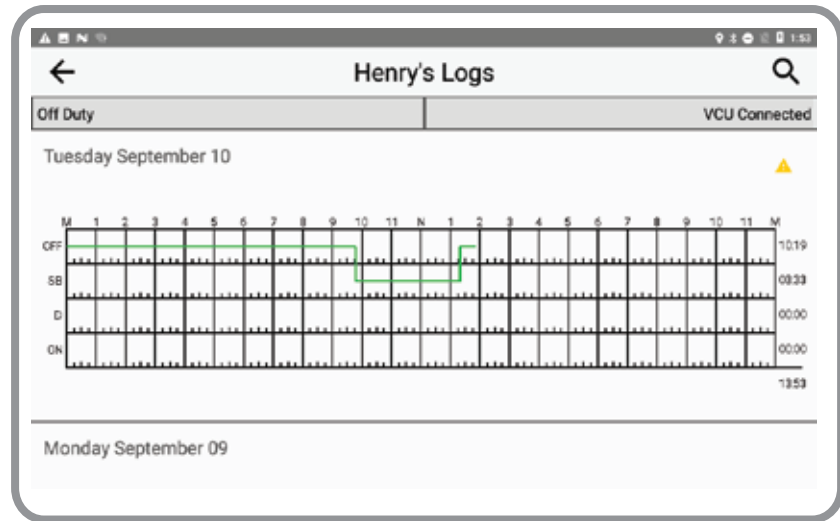 1:53
Henry's Logs
Off Duty VCU Connected
Tuesday September 10
M 1 2 3 4 5 6 7 8 9 10 11 N 1 2 3 4 5 6 7 8 9 10 11 M
OFF 10:19
SB 03:33
D 00:00
ON 00:00
13:53
Monday September 09